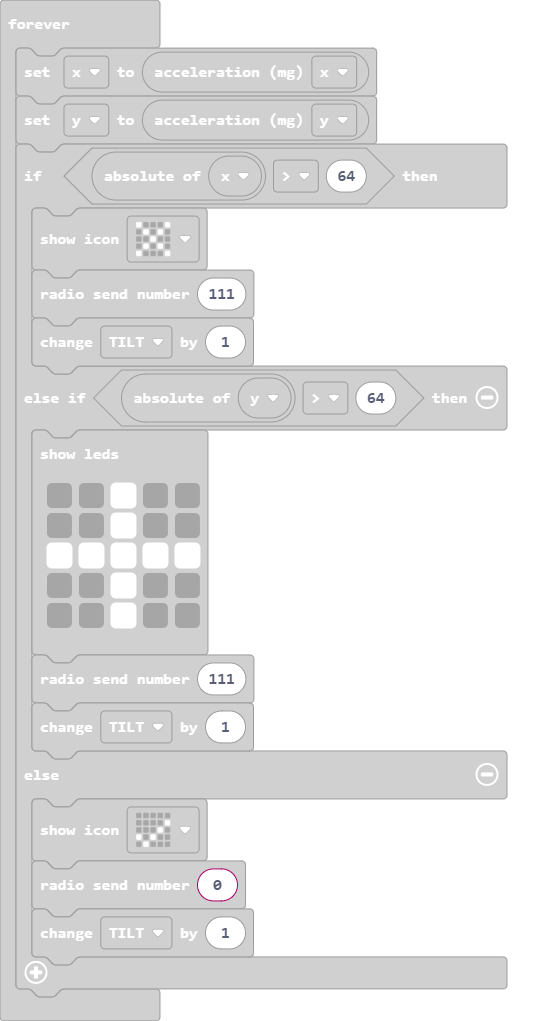 forever
set x to acceleration (mg) x
set y to acceleration (mg) y
if absolute of x > 64 then
show icon
radio send number 111
change TILT by 1
else if absolute of y > 64 then
show leds
radio send number 111
change TILT by 1
else
show icon
radio send number 0
change TILT by 1